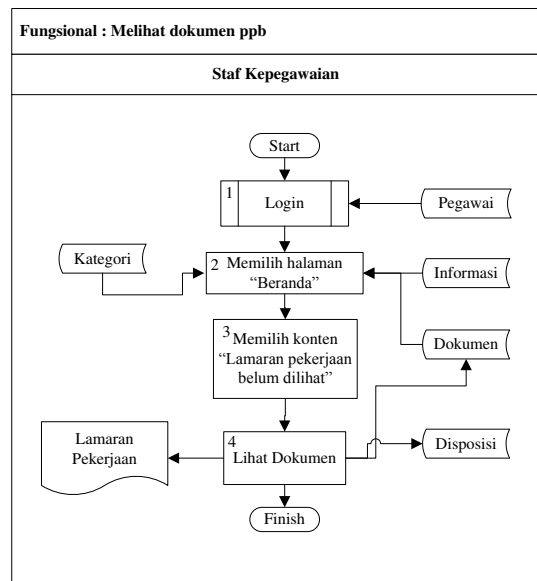 Fungsional : Melihat dokumen ppb
Staf Kepegawaian
Start
1
Login
Pegawai
Kategori
2
Memilih halaman
“Beranda”
Informasi
3
Memilih konten
“Lamaran pekerjaan
belum dilihat”
Dokumen
Lamaran
Pekerjaan
4
Lihat Dokumen
Disposisi
Finish